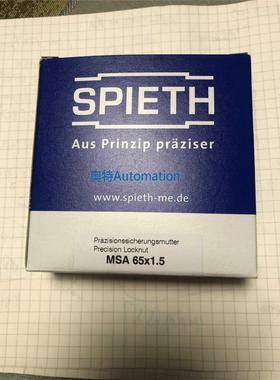 SPIETH
Aus Prinzip präziser
奥特Automation
www.spieth-me.de
Präzisionssicherungsmutter
Precision Locknut
MSA 65x1.5